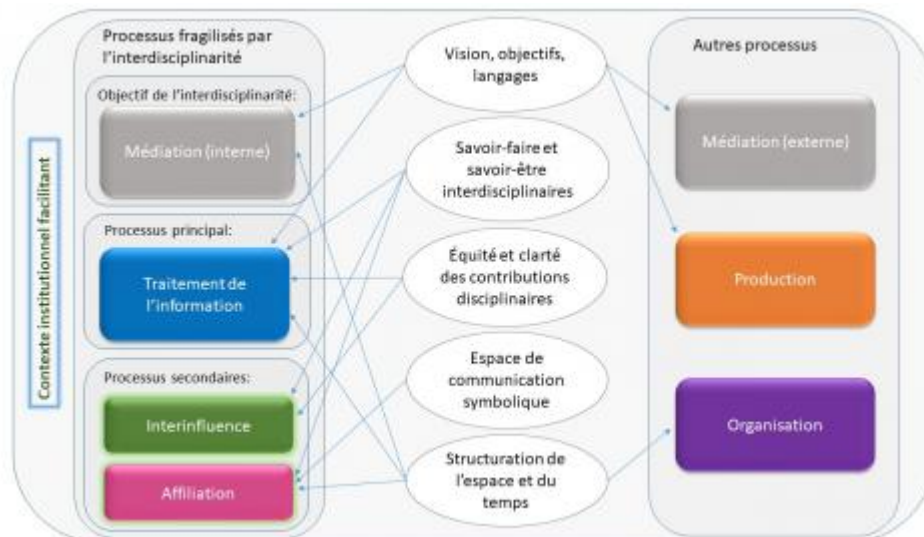 Contexte institutionnel facilitant
Processus fragilisés par
l'interdisciplinarité
Objectif de l'interdisciplinarité:
Médiation (interne)
Processus principal:
Traitement de
l'information
Processus secondaires:
Interinfluence
Affiliation
Vision, objectifs,
langages
Savoir-faire et
savoir-être
interdisciplinaires
Équité et clarté
des contributions
disciplinaires
Espace de
communication
symbolique
Structuration de
l'espace et du
temps
Autres processus
Médiation (externe)
Production
Organisation